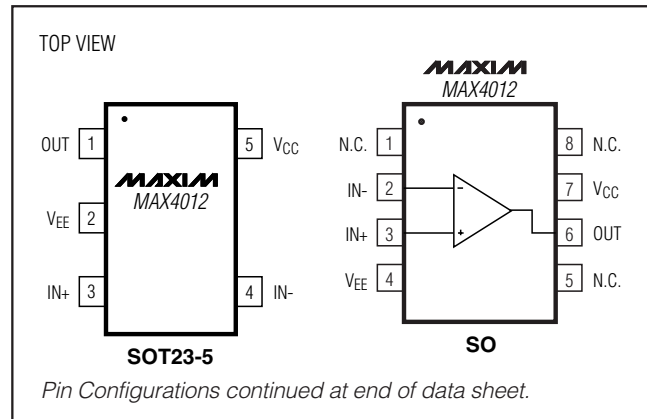 TOP VIEW
MAXIM
MAX4012
OUT 1
5 VCC
MAXIM
MAX4012
VEE 2
IN+ 3
4 IN-
SOT23-5
N.C. 1
8 N.C.
IN- 2
-
7 VCC
IN+ 3
+
6 OUT
VEE 4
5 N.C.
SO
Pin Configurations continued at end of data sheet.